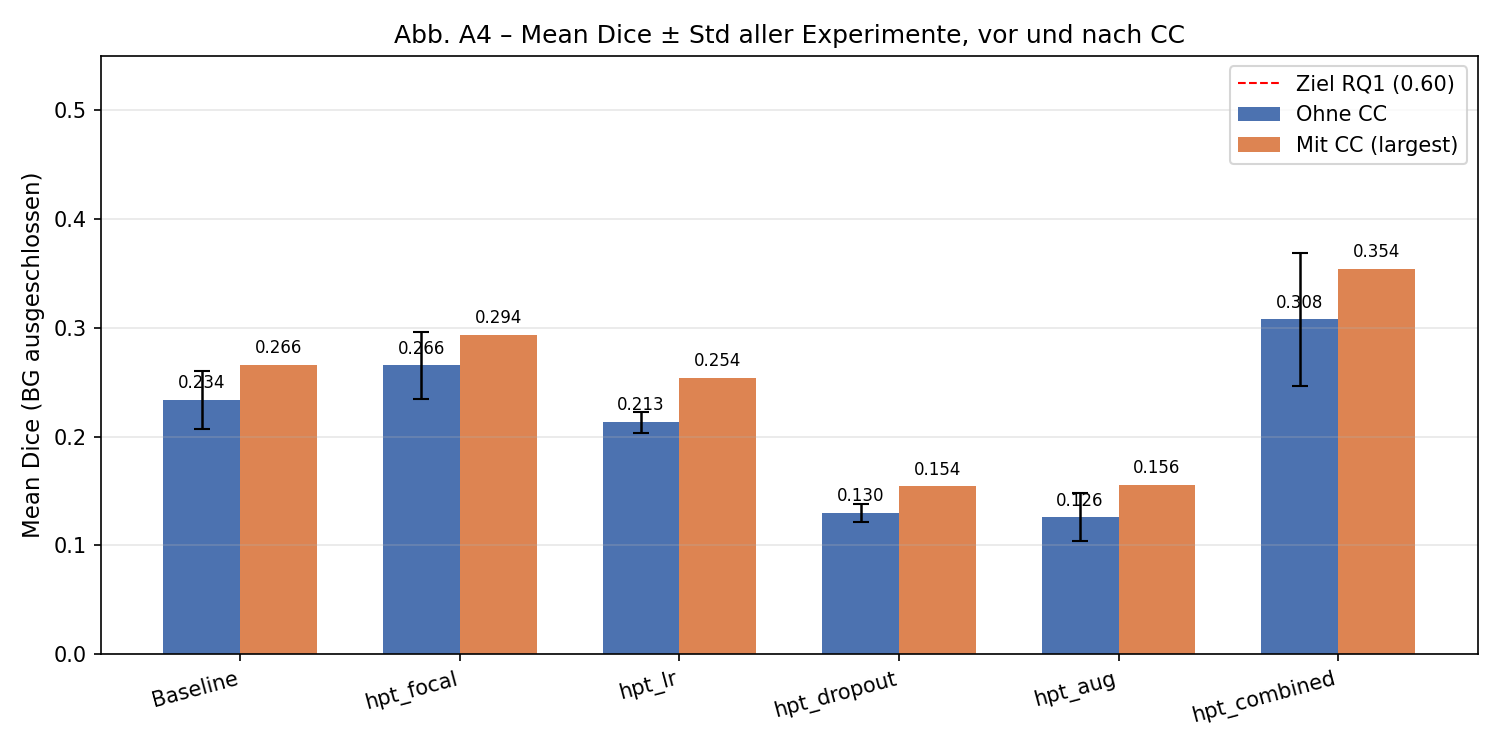 Abb. A4 – Mean Dice ± Std aller Experimente, vor und nach CC
Ziel RQ1 (0.60)
Ohne CC
Mit CC (largest)
Mean Dice (BG ausgeschlossen)
0.5
0.4
0.3
0.2
0.1
0.0
0.234
0.266
0.266
0.294
0.213
0.254
0.130
0.154
0.126
0.156
0.308
0.354
Baseline
hpt_focal
hpt_lr
hpt_dropout
hpt_aug
hpt_combined